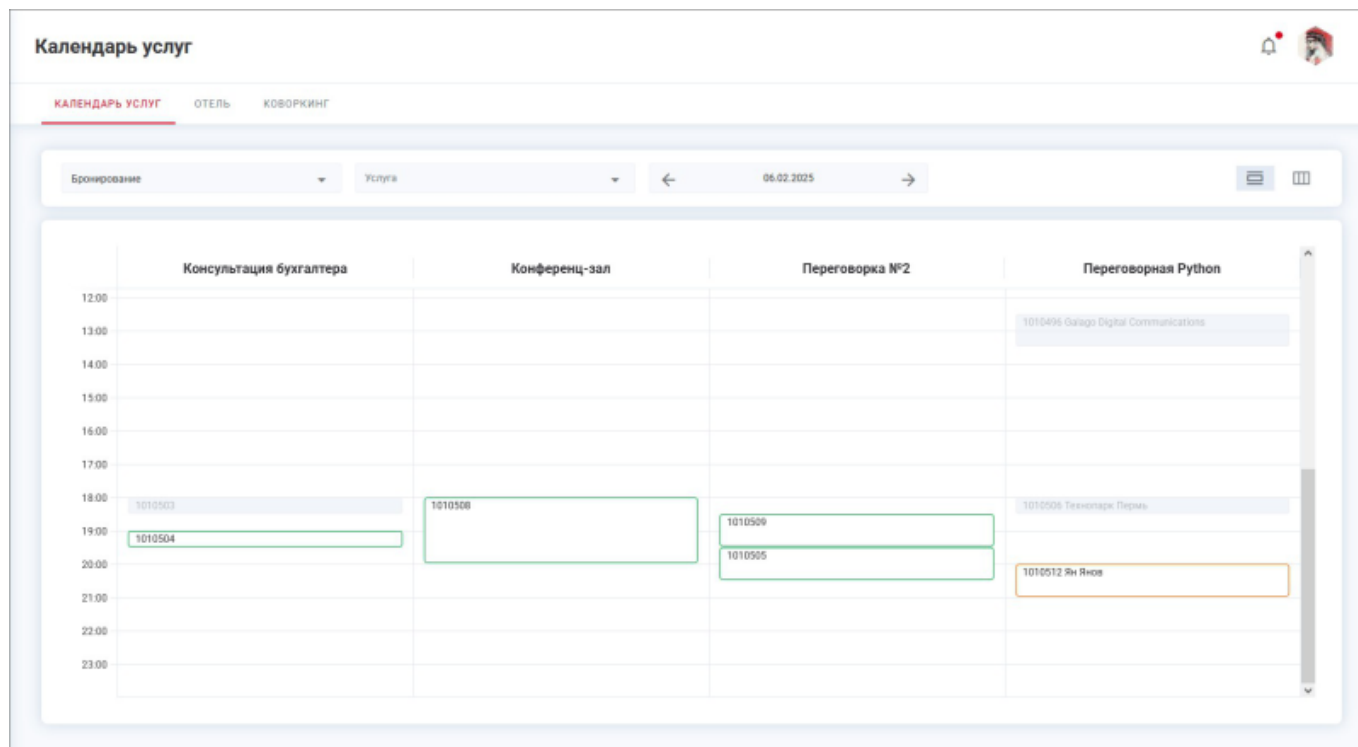 Календарь услуг
КАЛЕНДАРЬ УСЛУГ ОТЕЛЬ КОВОРКИНГ
Бронирование Услуга 06.02.2025
Консультация бухгалтера Конференц-зал Переговорка №2 Переговорная Python
12:00
1010496 Galago Digital Communications
13:00
14:00
15:00
16:00
17:00
18:00
1010503 1010508 1010506 Технопарк Пермь
1010509
19:00
1010504
1010505
20:00
1010512 Ян Янов
21:00
22:00
23:00